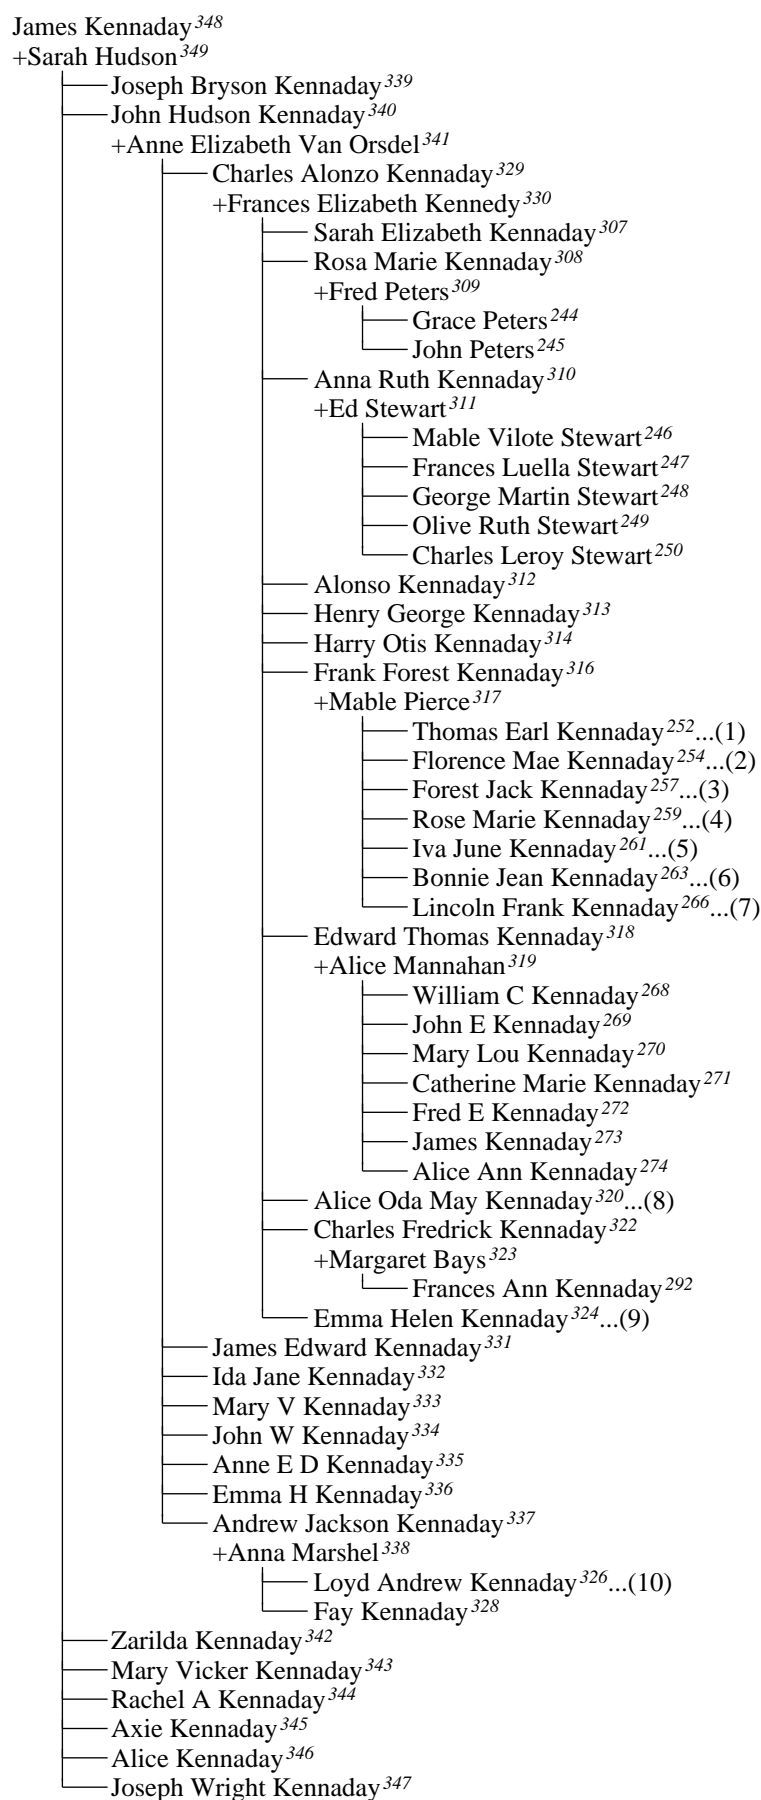 James Kennaday348
+Sarah Hudson349
Joseph Bryson Kennaday339
John Hudson Kennaday340
+Anne Elizabeth Van Orsdel341
Charles Alonzo Kennaday329
+Frances Elizabeth Kennedy330
Sarah Elizabeth Kennaday307
Rosa Marie Kennaday308
+Fred Peters309
Grace Peters244
John Peters245
Anna Ruth Kennaday310
+Ed Stewart311
Mable Vilote Stewart246
Frances Luella Stewart247
George Martin Stewart248
Olive Ruth Stewart249
Charles Leroy Stewart250
Alonso Kennaday312
Henry George Kennaday313
Harry Otis Kennaday314
Frank Forest Kennaday316
+Mable Pierce317
Thomas Earl Kennaday252...(1)
Florence Mae Kennaday254...(2)
Forest Jack Kennaday257...(3)
Rose Marie Kennaday259...(4)
Iva June Kennaday261...(5)
Bonnie Jean Kennaday263...(6)
Lincoln Frank Kennaday266...(7)
Edward Thomas Kennaday318
+Alice Mannahan319
William C Kennaday268
John E Kennaday269
Mary Lou Kennaday270
Catherine Marie Kennaday271
Fred E Kennaday272
James Kennaday273
Alice Ann Kennaday274
Alice Oda May Kennaday320...(8)
Charles Fredrick Kennaday322
+Margaret Bays323
Frances Ann Kennaday292
Emma Helen Kennaday324...(9)
James Edward Kennaday331
Ida Jane Kennaday332
Mary V Kennaday333
John W Kennaday334
Anne E D Kennaday335
Emma H Kennaday336
Andrew Jackson Kennaday337
+Anna Marshel338
Loyd Andrew Kennaday326...(10)
Fay Kennaday328
Zarilda Kennaday342
Mary Vicker Kennaday343
Rachel A Kennaday344
Axie Kennaday345
Alice Kennaday346
Joseph Wright Kennaday347